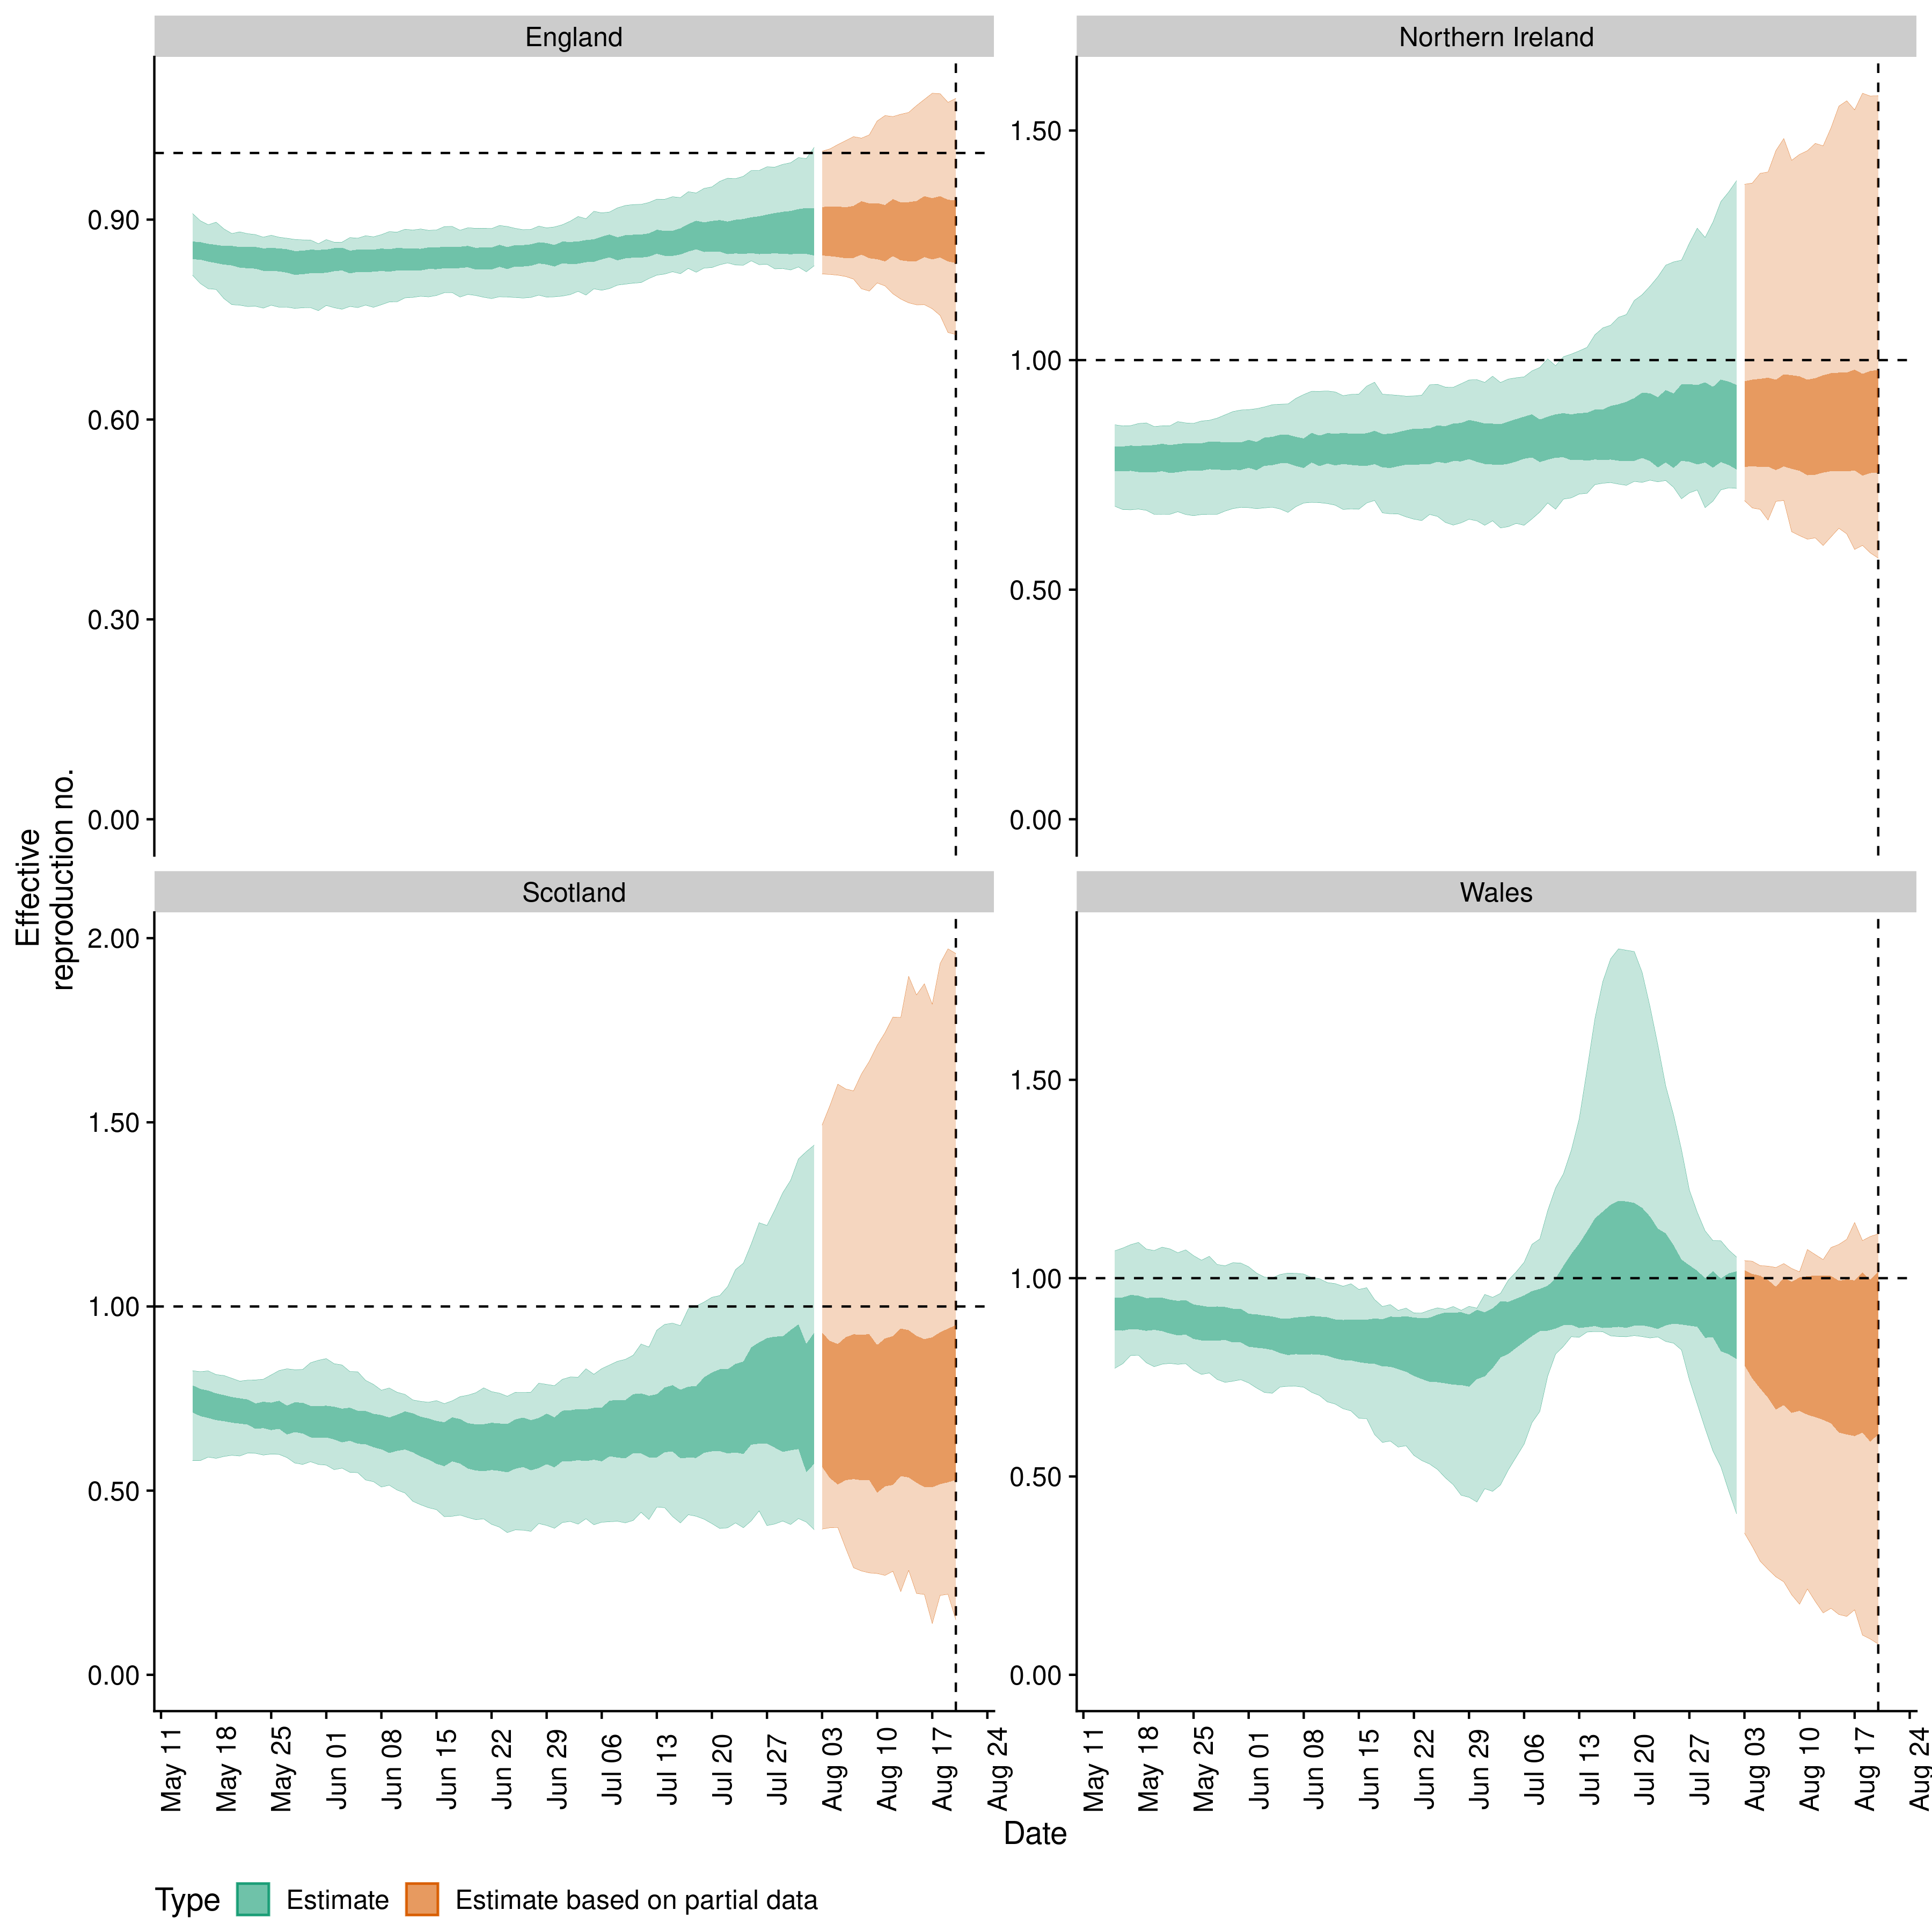 England
Northern Ireland
0.90
0.60
0.30
0.00
1.50
1.00
0.50
0.00
Effective
reproduction no.
Scotland
Wales
2.00
1.50
1.00
0.50
0.00
1.50
1.00
0.50
0.00
May 11
May 18
May 25
Jun 01
Jun 08
Jun 15
Jun 22
Jun 29
Jul 06
Jul 13
Jul 20
Jul 27
Aug 03
Aug 10
Aug 17
Aug 24
May 11
May 18
May 25
Jun 01
Jun 08
Jun 15
Jun 22
Jun 29
Jul 06
Jul 13
Jul 20
Jul 27
Aug 03
Aug 10
Aug 17
Aug 24
Date
Type Estimate Estimate based on partial data